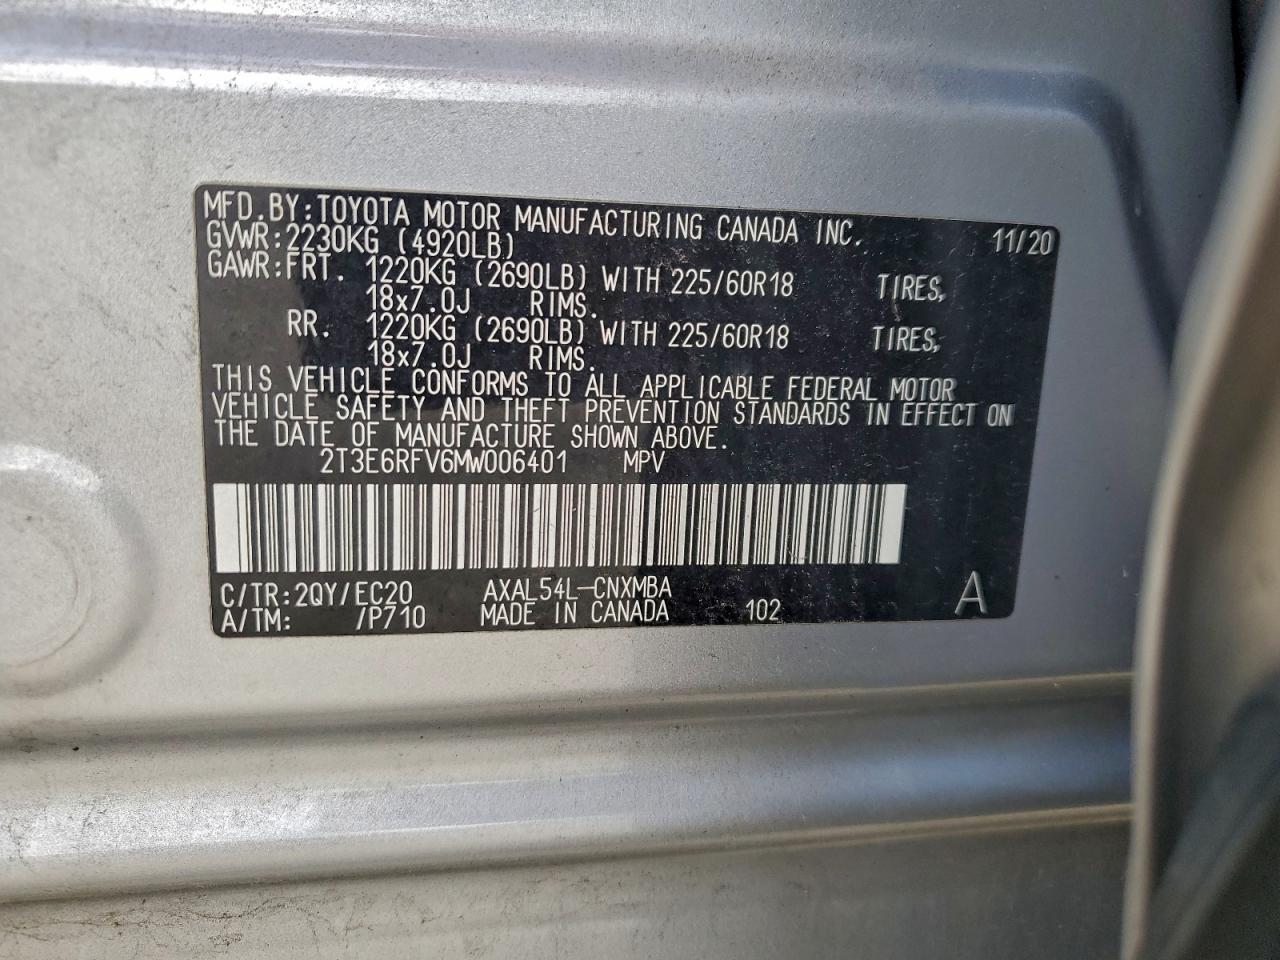 MFD.BY:TOYOTA MOTOR MANUFACTURING CANADA INC. 11/20
GVWR:2230KG (4920LB)
GAWR:FRT. 1220KG (2690LB) WITH 225/60R18 TIRES,
18x7.0J RIMS.
RR. 1220KG (2690LB) WITH 225/60R18 TIRES,
18x7.0J RIMS.
THIS VEHICLE CONFORMS TO ALL APPLICABLE FEDERAL MOTOR
VEHICLE SAFETY AND THEFT PREVENTION STANDARDS IN EFFECT ON
THE DATE OF MANUFACTURE SHOWN ABOVE.
2T3E6RFV6MW006401 MPV
C/TR:2QY/EC20 AXAL54L-CNXMBA
A/TM: /P710 MADE IN CANADA 102 A